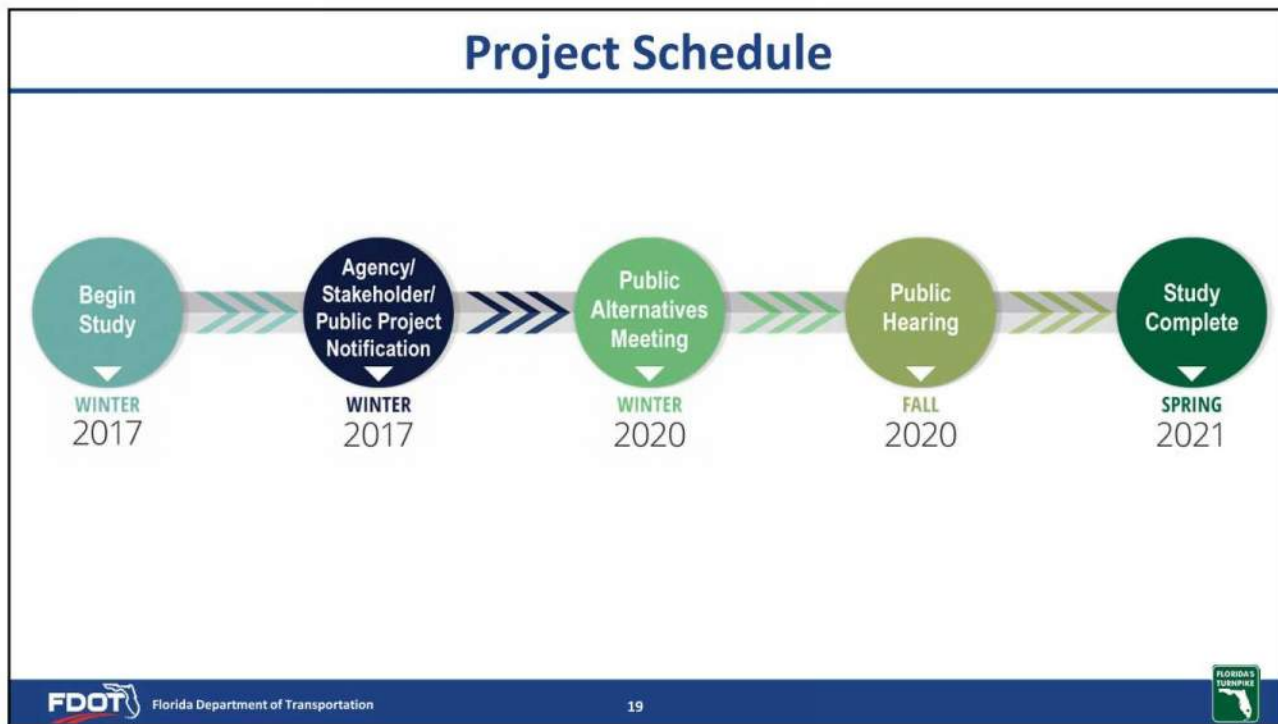 Project Schedule
Begin
Study
WINTER
2017
Agency/
Stakeholder/
Public Project
Notification
WINTER
2017
Public
Alternatives
Meeting
WINTER
2020
Public
Hearing
FALL
2020
Study
Complete
SPRING
2021
FDOT
Florida Department of Transportation
19
FLORIDA'S
TURNPIKE